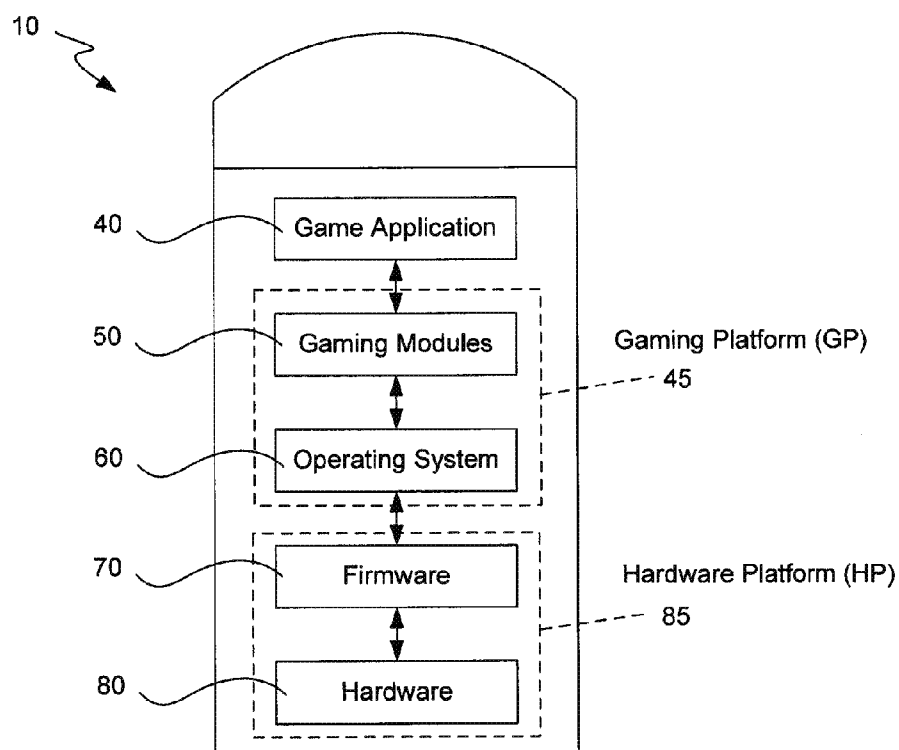 10
40
Game Application
50
Gaming Modules
Gaming Platform (GP)
45
60
Operating System
70
Firmware
Hardware Platform (HP)
85
80
Hardware